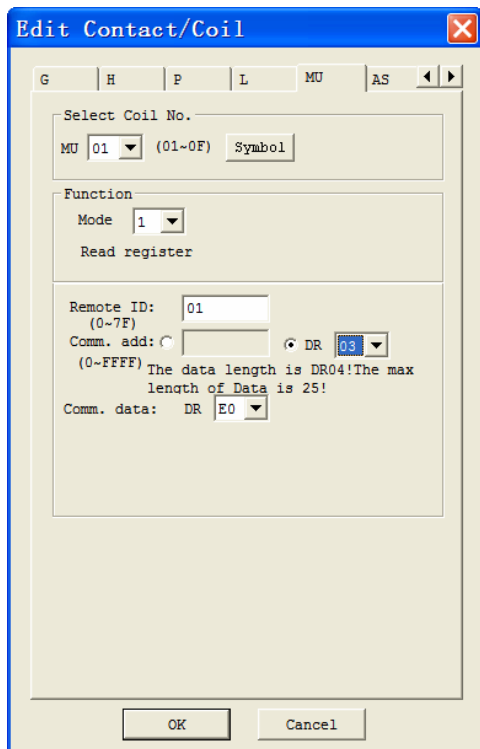 Edit Contact/Coil
G H P L MU AS
Select Coil No.
MU 01 (01~0F) Symbol
Function
Mode 1
Read register
Remote ID: 01
(0~7F)
Comm. add: DR 03
(0~FFFF) The data length is DR04!The max
length of Data is 25!
Comm. data: DR E0
OK Cancel